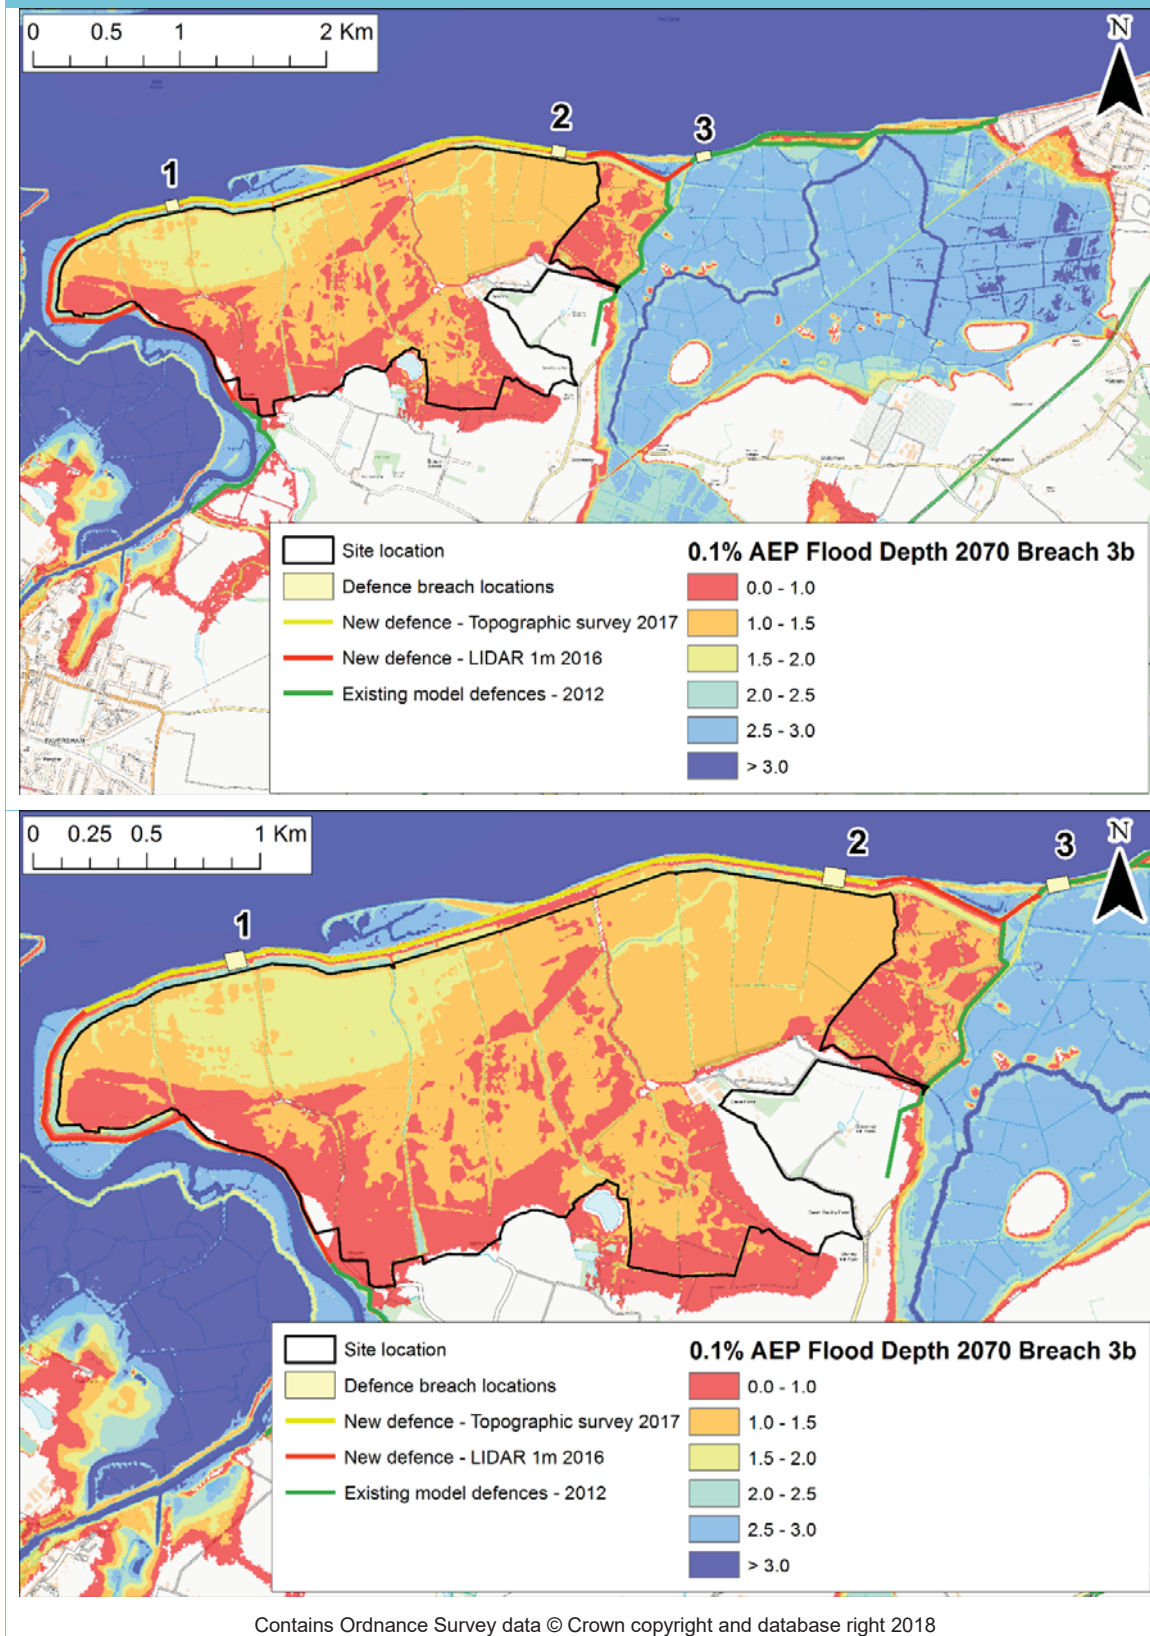 0 0.5 1 2 Km
N
1
2
3
FAVERSHAM
Site location
Defence breach locations
New defence - Topographic survey 2017
New defence - LIDAR 1m 2016
Existing model defences - 2012
0.1% AEP Flood Depth 2070 Breach 3b
0.0 - 1.0
1.0 - 1.5
1.5 - 2.0
2.0 - 2.5
2.5 - 3.0
> 3.0
0 0.25 0.5 1 Km
N
1
2
3
Site location
Defence breach locations
New defence - Topographic survey 2017
New defence - LIDAR 1m 2016
Existing model defences - 2012
0.1% AEP Flood Depth 2070 Breach 3b
0.0 - 1.0
1.0 - 1.5
1.5 - 2.0
2.0 - 2.5
2.5 - 3.0
> 3.0
Contains Ordnance Survey data © Crown copyright and database right 2018